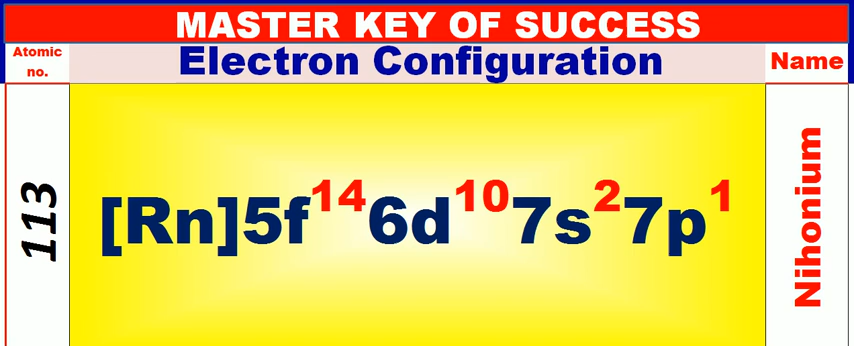 MASTER KEY OF SUCCESS
Atomic
no.
Electron Configuration
Name
113
[Rn]5f¹⁴6d¹⁰7s²7p¹
Nihonium